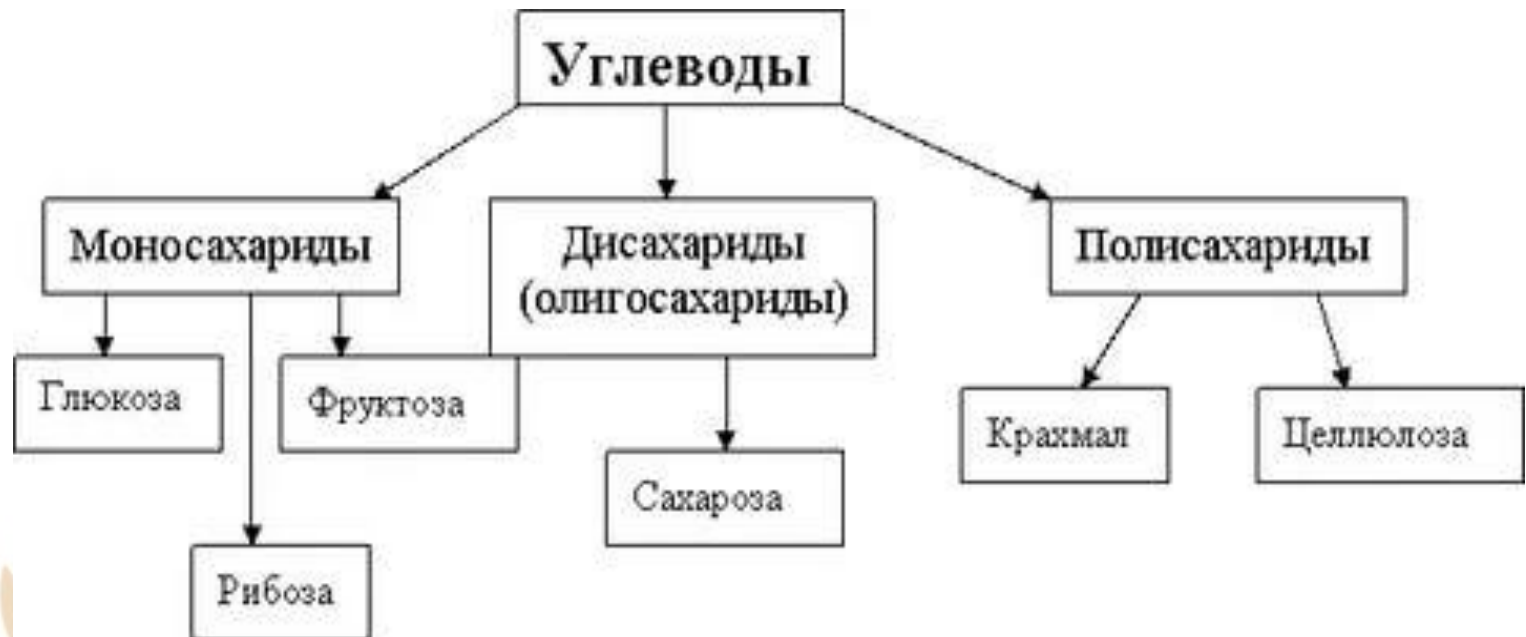 Углеводы
Моносахариды
Дисахариды
(олигосахариды)
Полисахариды
Глюкоза
Фруктоза
Крахмал
Целлюлоза
Сахароза
Рибоза